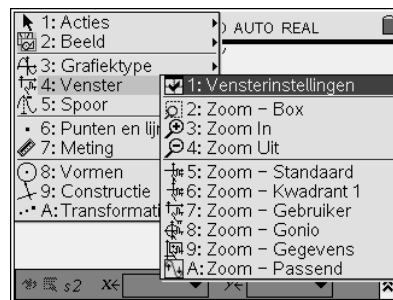 1: Acties
AUTO REAL
2: Beeld
3: Grafiektype
4: Venster
1: Vensterinstellingen
5: Spoor
2: Zoom – Box
6: Punten en lij
3: Zoom In
7: Meting
4: Zoom Uit
8: Vormen
5: Zoom – Standaard
9: Constructie
6: Zoom – Kwadrant 1
A: Transformati
7: Zoom – Gebruiker
8: Zoom – Gonio
9: Zoom – Gegevens
A: Zoom – Passend
s2 x< y<